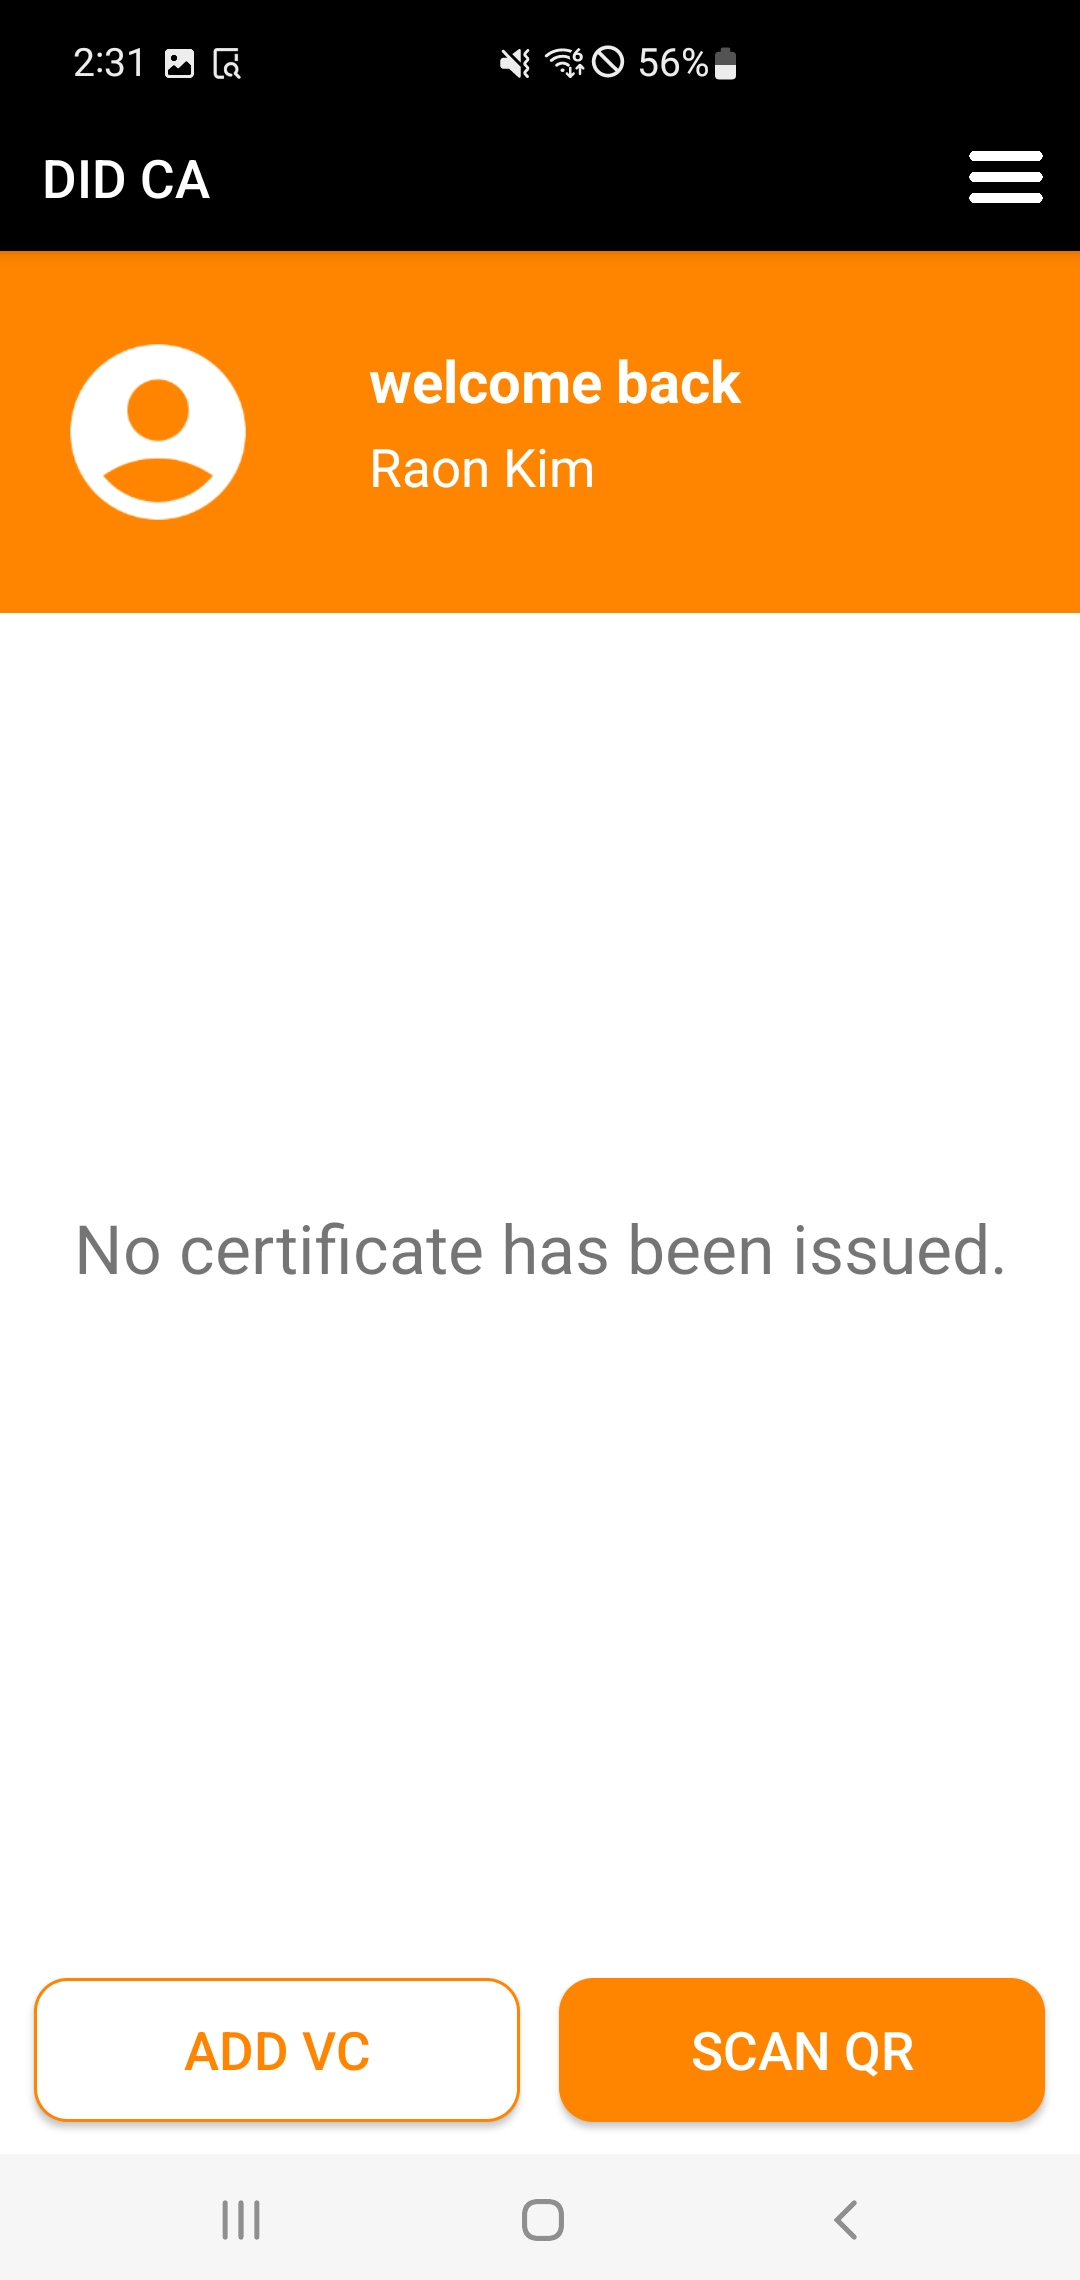 2:31 56%
DID CA
welcome back
Raon Kim
No certificate has been issued.
ADD VC SCAN QR